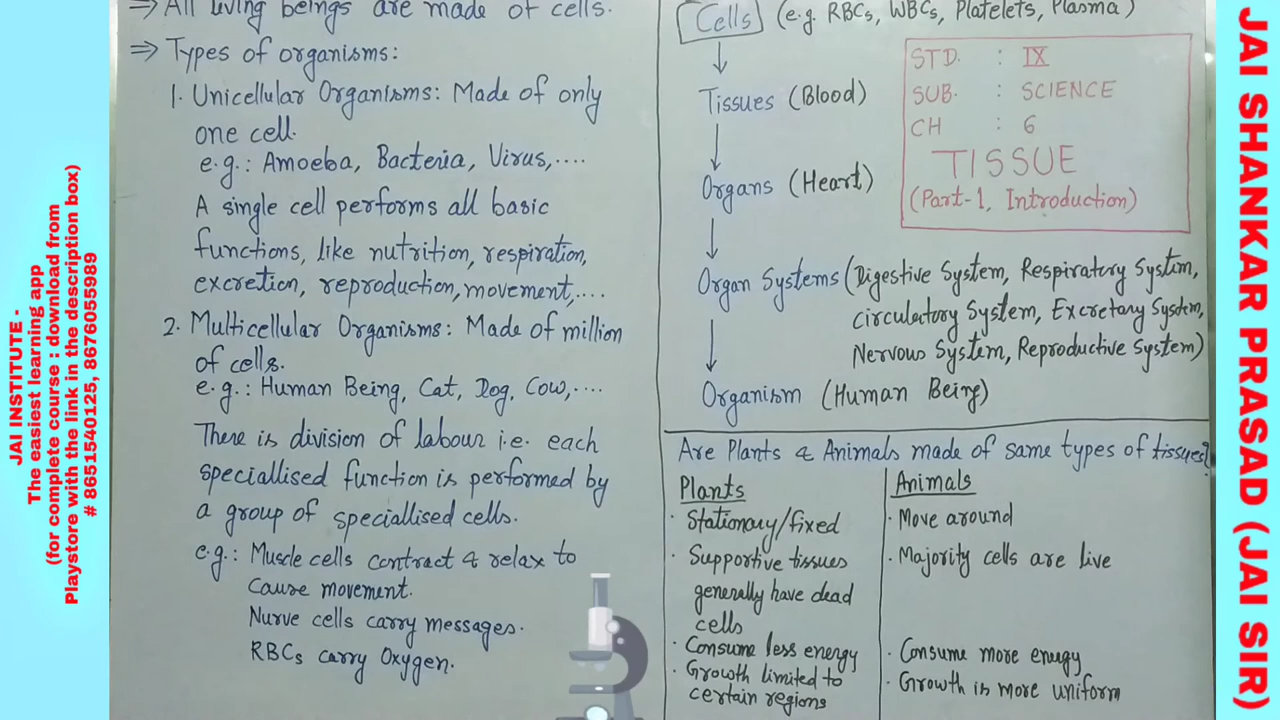 JAI INSTITUTE -
The easiest learning app
(for complete course : download from
Playstore with the link in the description box)
# 8651540125, 8676055989
⇒ All living beings are made of cells.
⇒ Types of organisms:
1. Unicellular Organisms: Made of only
one cell.
e.g.: Amoeba, Bacteria, Virus,....
A single cell performs all basic
functions, like nutrition, respiration,
excretion, reproduction, movement,....
2. Multicellular Organisms: Made of million
of cells.
e.g.: Human Being, Cat, Dog, Cow,....
There is division of labour i.e. each
speciallised function is performed by
a group of speciallised cells.
e.g.: Muscle cells contract & relax to
cause movement.
Nurve cells carry messages.
RBCs carry Oxygen.
Cells (e.g. RBCs, WBCs, Platelets, Plasma)
↓
Tissues (Blood)
↓
Organs (Heart)
↓
Organ Systems (Digestive System, Respiratory System,
Circulatory System, Excretary System,
Nervous System, Reproductive System)
↓
Organism (Human Being)
STD. : IX
SUB. : SCIENCE
CH : 6
TISSUE
(Part-1, Introduction)
Are Plants & Animals made of same types of tissues?
Plants
· Stationary/fixed
· Supportive tissues
generally have dead
cells
· Consume less energy
· Growth limited to
certain regions
Animals
· Move around
· Majority cells are live
· Consume more energy
· Growth is more uniform
JAI SHANKAR PRASAD (JAI SIR)